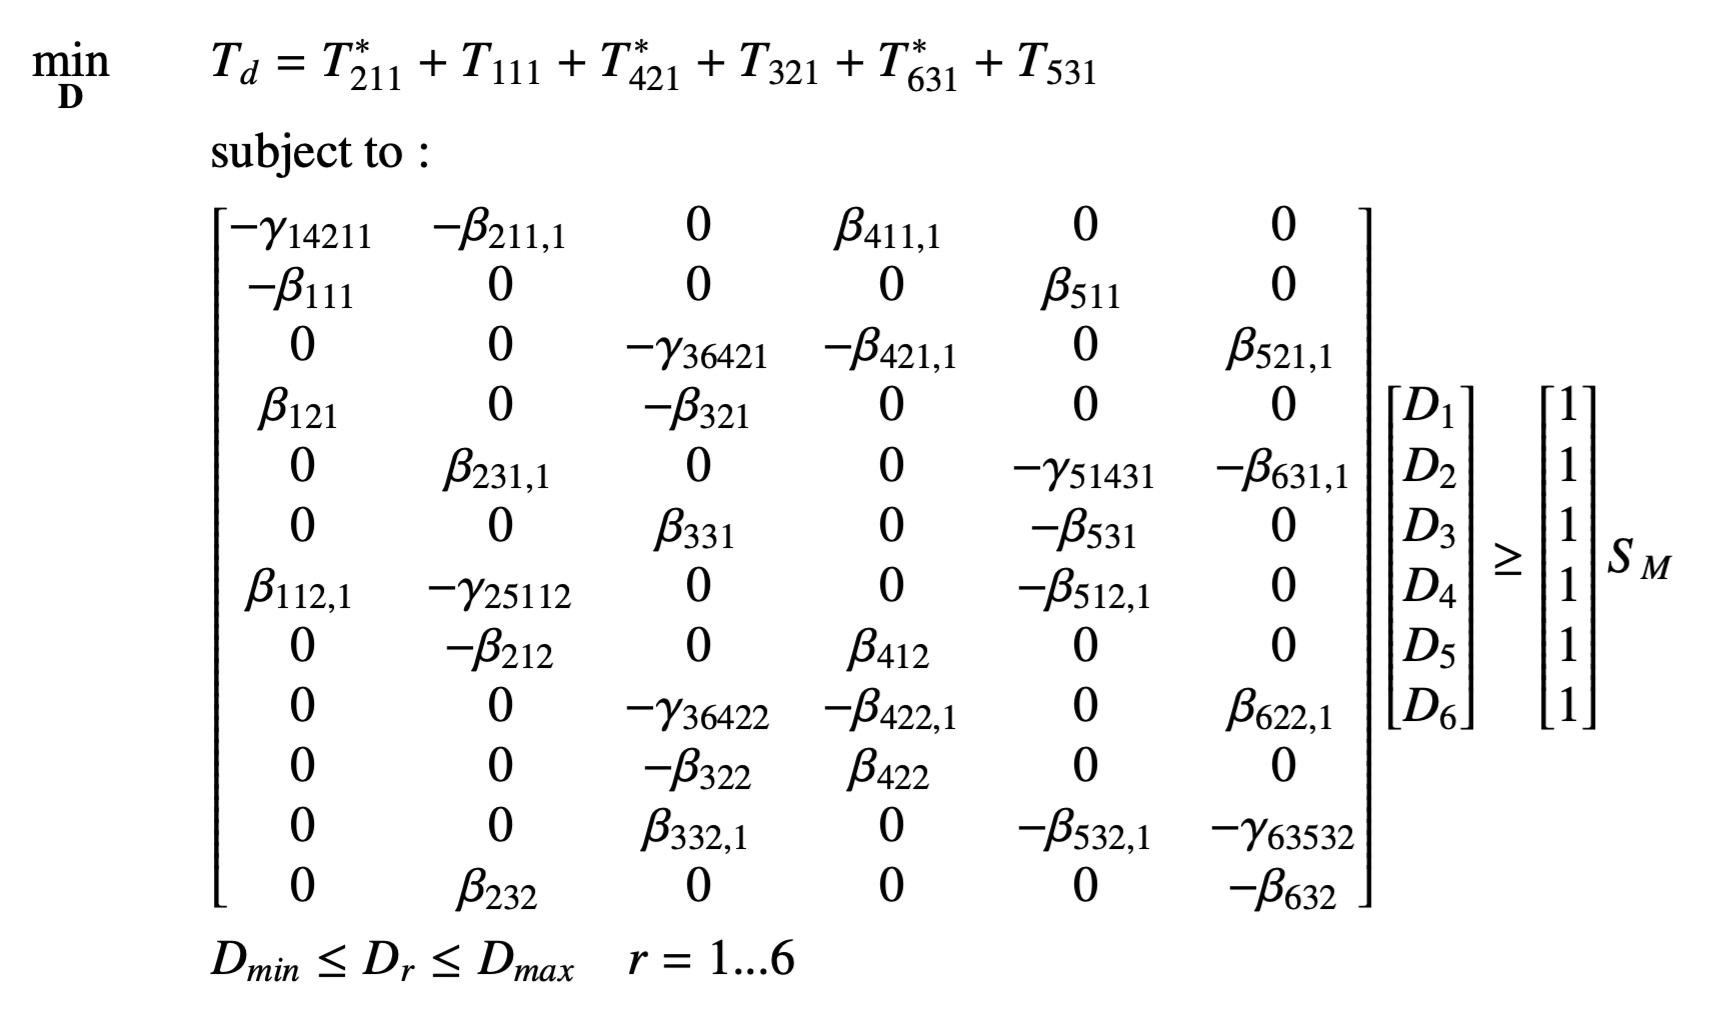 min T_d = T*_211 + T_111 + T*_421 + T_321 + T*_631 + T_531
D
subject to :
−γ_14211 −β_211,1 0 β_411,1 0 0
−β_111 0 0 0 β_511 0
0 0 −γ_36421 −β_421,1 0 β_521,1
β_121 0 −β_321 0 0 0 D_1 1
0 β_231,1 0 0 −γ_51431 −β_631,1 D_2 1
0 0 β_331 0 −β_531 0 D_3 1
β_112,1 −γ_25112 0 0 −β_512,1 0 D_4 ≥ 1 S_M
0 −β_212 0 β_412 0 0 D_5 1
0 0 −γ_36422 −β_422,1 0 β_622,1 D_6 1
0 0 −β_322 β_422 0 0
0 0 β_332,1 0 −β_532,1 −γ_63532
0 β_232 0 0 0 −β_632
D_min ≤ D_r ≤ D_max r = 1...6